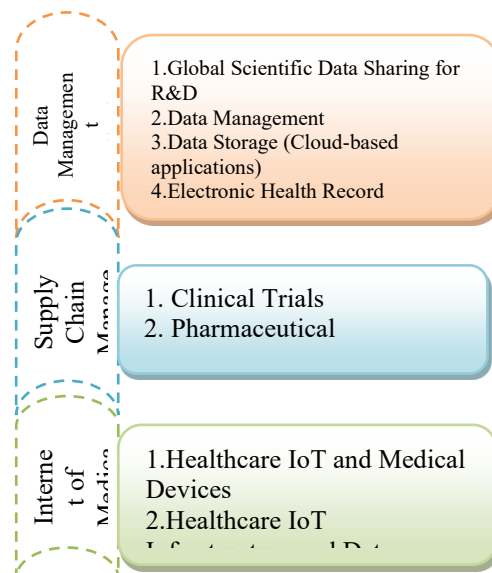 Data
Managemen
t
1.Global Scientific Data Sharing for
R&D
2.Data Management
3.Data Storage (Cloud-based
applications)
4.Electronic Health Record
Supply
Chain
Manage
1. Clinical Trials
2. Pharmaceutical
Interne
t of
Medica
1.Healthcare IoT and Medical
Devices
2.Healthcare IoT